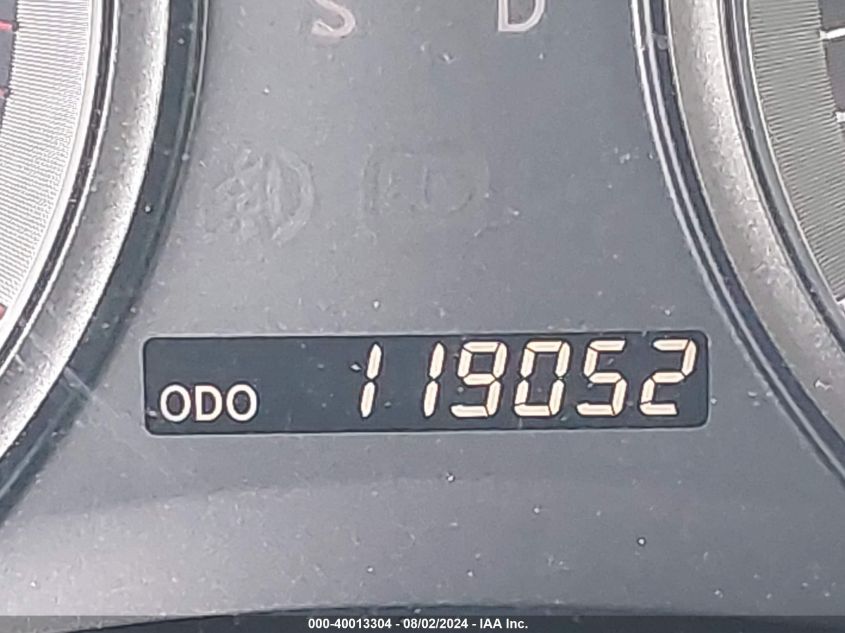 S D
ODO 119052
000-40013304 - 08/02/2024 - IAA Inc.